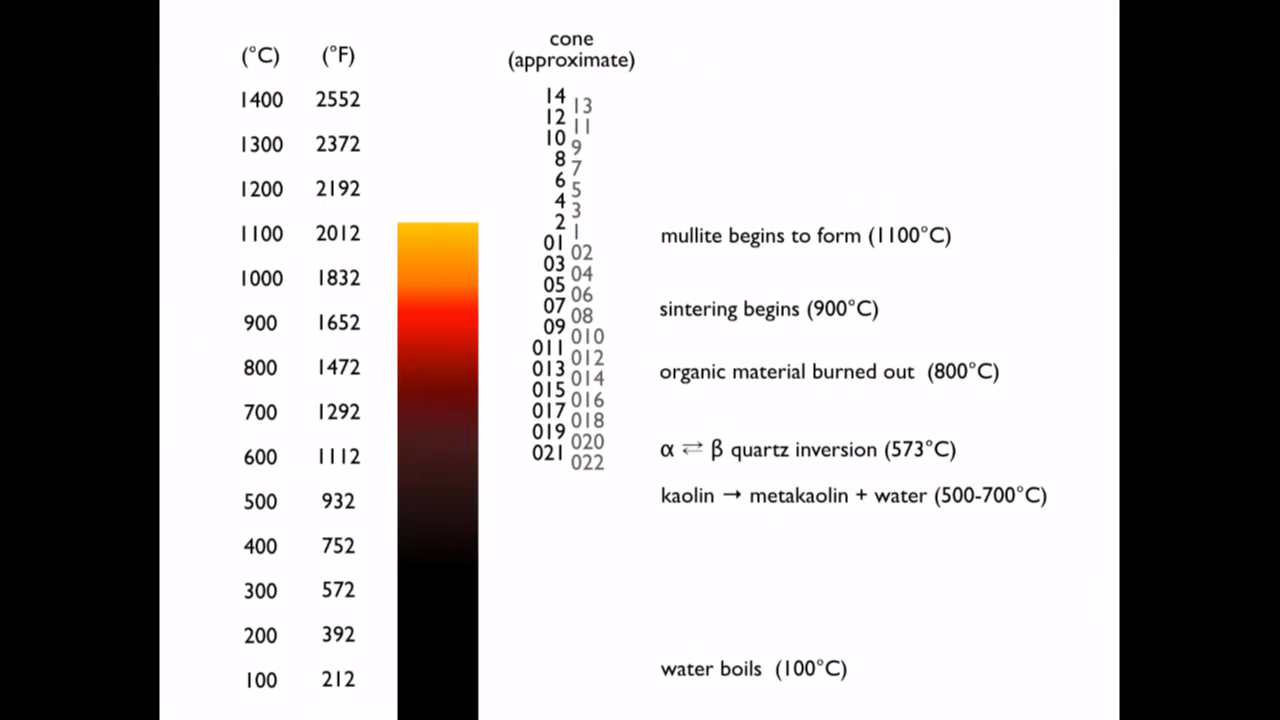 (°C) (°F) cone
(approximate)
1400 2552 14
13
12
11
1300 2372 10
9
8
7
1200 2192 6
5
4
3
2
1100 2012 1 mullite begins to form (1100°C)
01
02
03
1000 1832 04
05
06
07
sintering begins (900°C)
900 1652 08
09
010
011
012
800 1472 013 organic material burned out (800°C)
014
015
016
700 1292 017
018
019
020
α ⇄ β quartz inversion (573°C)
600 1112 021
022
500 932 kaolin → metakaolin + water (500-700°C)
400 752
300 572
200 392
100 212 water boils (100°C)